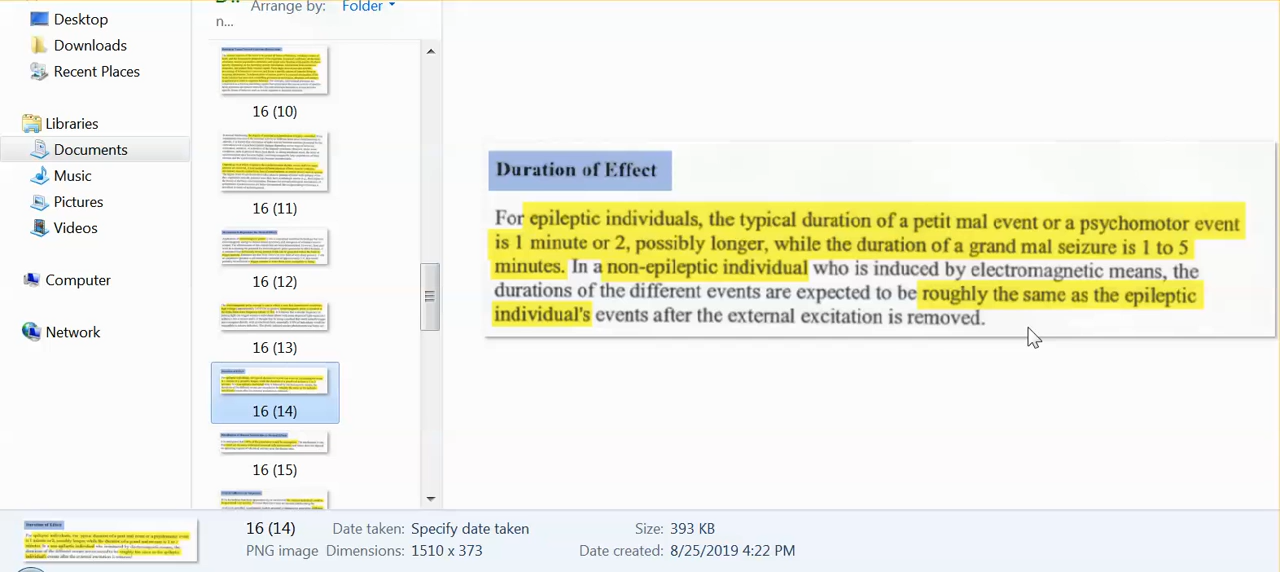 Desktop
Downloads
Recent Places
Libraries
Documents
Music
Pictures
Videos
Computer
Network
Arrange by: Folder
n...
16 (10)
16 (11)
16 (12)
16 (13)
16 (14)
16 (15)
Duration of Effect
For epileptic individuals, the typical duration of a petit mal event or a psychomotor event
is 1 minute or 2, possibly longer, while the duration of a grand mal seizure is 1 to 5
minutes. In a non-epileptic individual who is induced by electromagnetic means, the
durations of the different events are expected to be roughly the same as the epileptic
individual's events after the external excitation is removed.
16 (14) Date taken: Specify date taken Size: 393 KB
PNG image Dimensions: 1510 x 373 Date created: 8/25/2019 4:22 PM